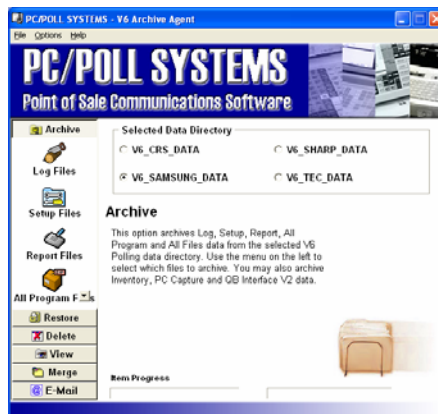 PC/POLL SYSTEMS - V6 Archive Agent
File Options Help
PC/POLL SYSTEMS
Point of Sale Communications Software
Archive
Log Files
Setup Files
Report Files
All Program F s
Restore
Delete
View
Merge
E-Mail
Selected Data Directory
V6_CRS_DATA
V6_SHARP_DATA
V6_SAMSUNG_DATA
V6_TEC_DATA
Archive
This option archives Log, Setup, Report, All
Program and All Files data from the selected V6
Polling data directory. Use the menu on the left to
select which files to archive. You may also archive
Inventory, PC Capture and QB Interface V2 data.
Item Progress